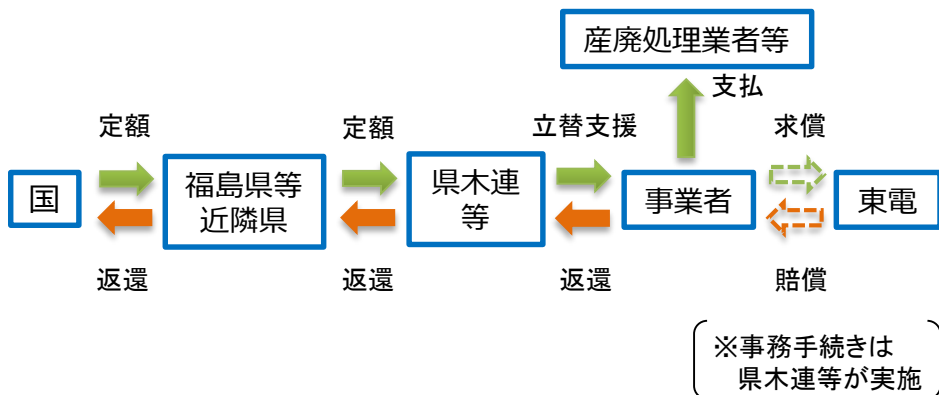 産廃処理業者等
支払
定額
定額
立替支援
求償
国
福島県等
近隣県
県木連
等
事業者
東電
返還
返還
返還
賠償
※事務手続きは
県木連等が実施